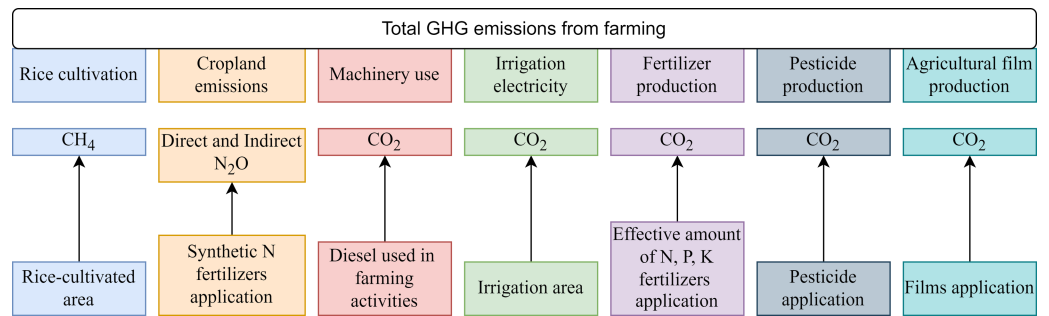 Total GHG emissions from farming
Rice cultivation
Cropland
emissions
Machinery use
Irrigation
electricity
Fertilizer
production
Pesticide
production
Agricultural film
production
CH4
Direct and Indirect
N2O
CO2
CO2
CO2
CO2
CO2
Rice-cultivated
area
Synthetic N
fertilizers
application
Diesel used in
farming
activities
Irrigation area
Effective amount
of N, P, K
fertilizers
application
Pesticide
application
Films application